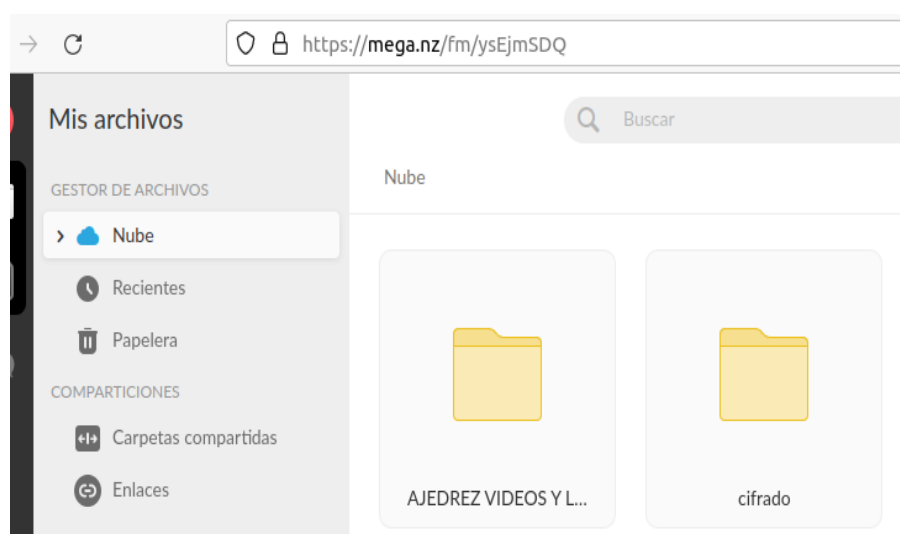 https://mega.nz/fm/ysEjmSDQ
Mis archivos
Buscar
GESTOR DE ARCHIVOS
Nube
Nube
Recientes
Papelera
COMPARTICIONES
Carpetas compartidas
Enlaces
AJEDREZ VIDEOS Y L...
cifrado